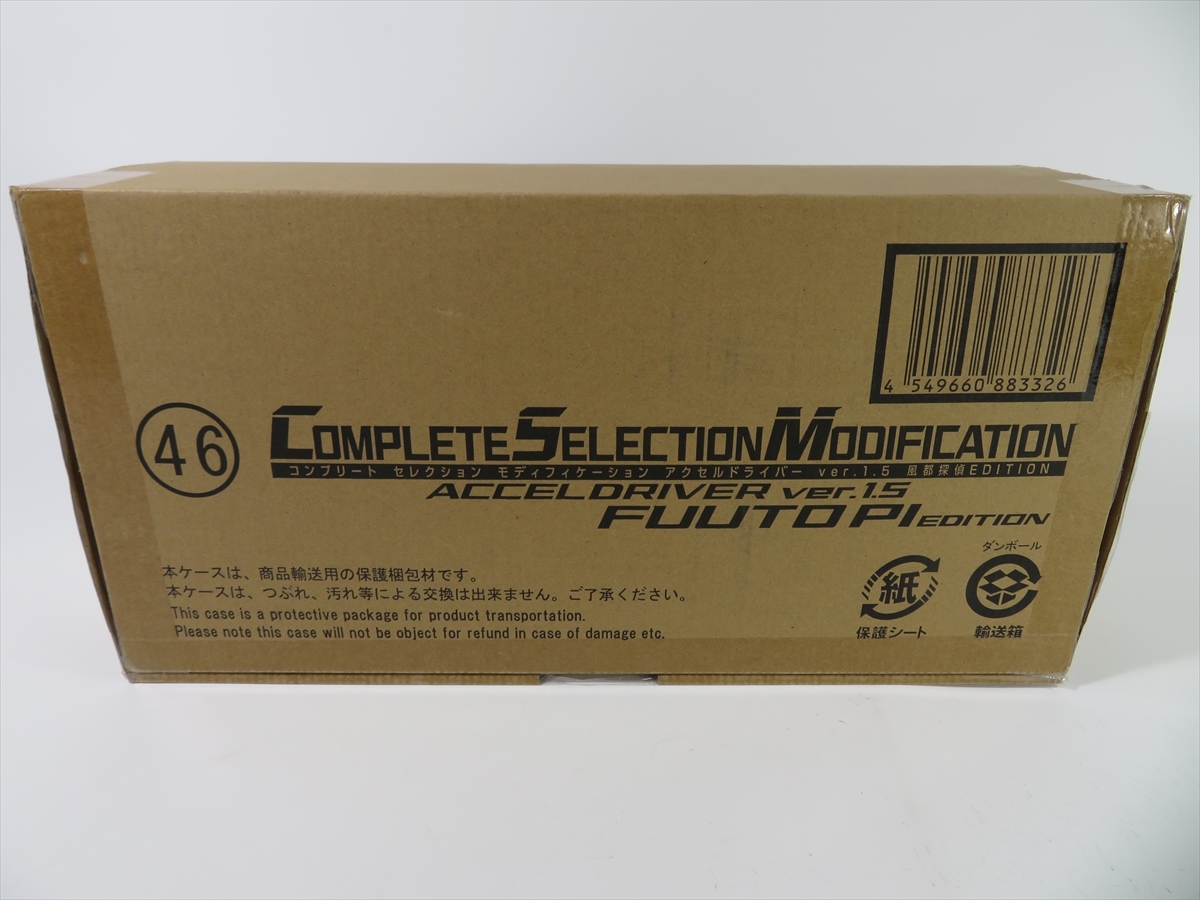 4 549660 883326
46
COMPLETE SELECTION MODIFICATION
コンプリート セレクション モディフィケーション アクセルドライバー ver.1.5 風都探偵EDITION
ACCELDRIVER ver.1.5
FUUTO PI EDITION
本ケースは、商品輸送用の保護梱包材です。
本ケースは、つぶれ、汚れ等による交換は出来ません。ご了承ください。
This case is a protective package for product transportation.
Please note this case will not be object for refund in case of damage etc.
紙
保護シート
ダンボール
輸送箱